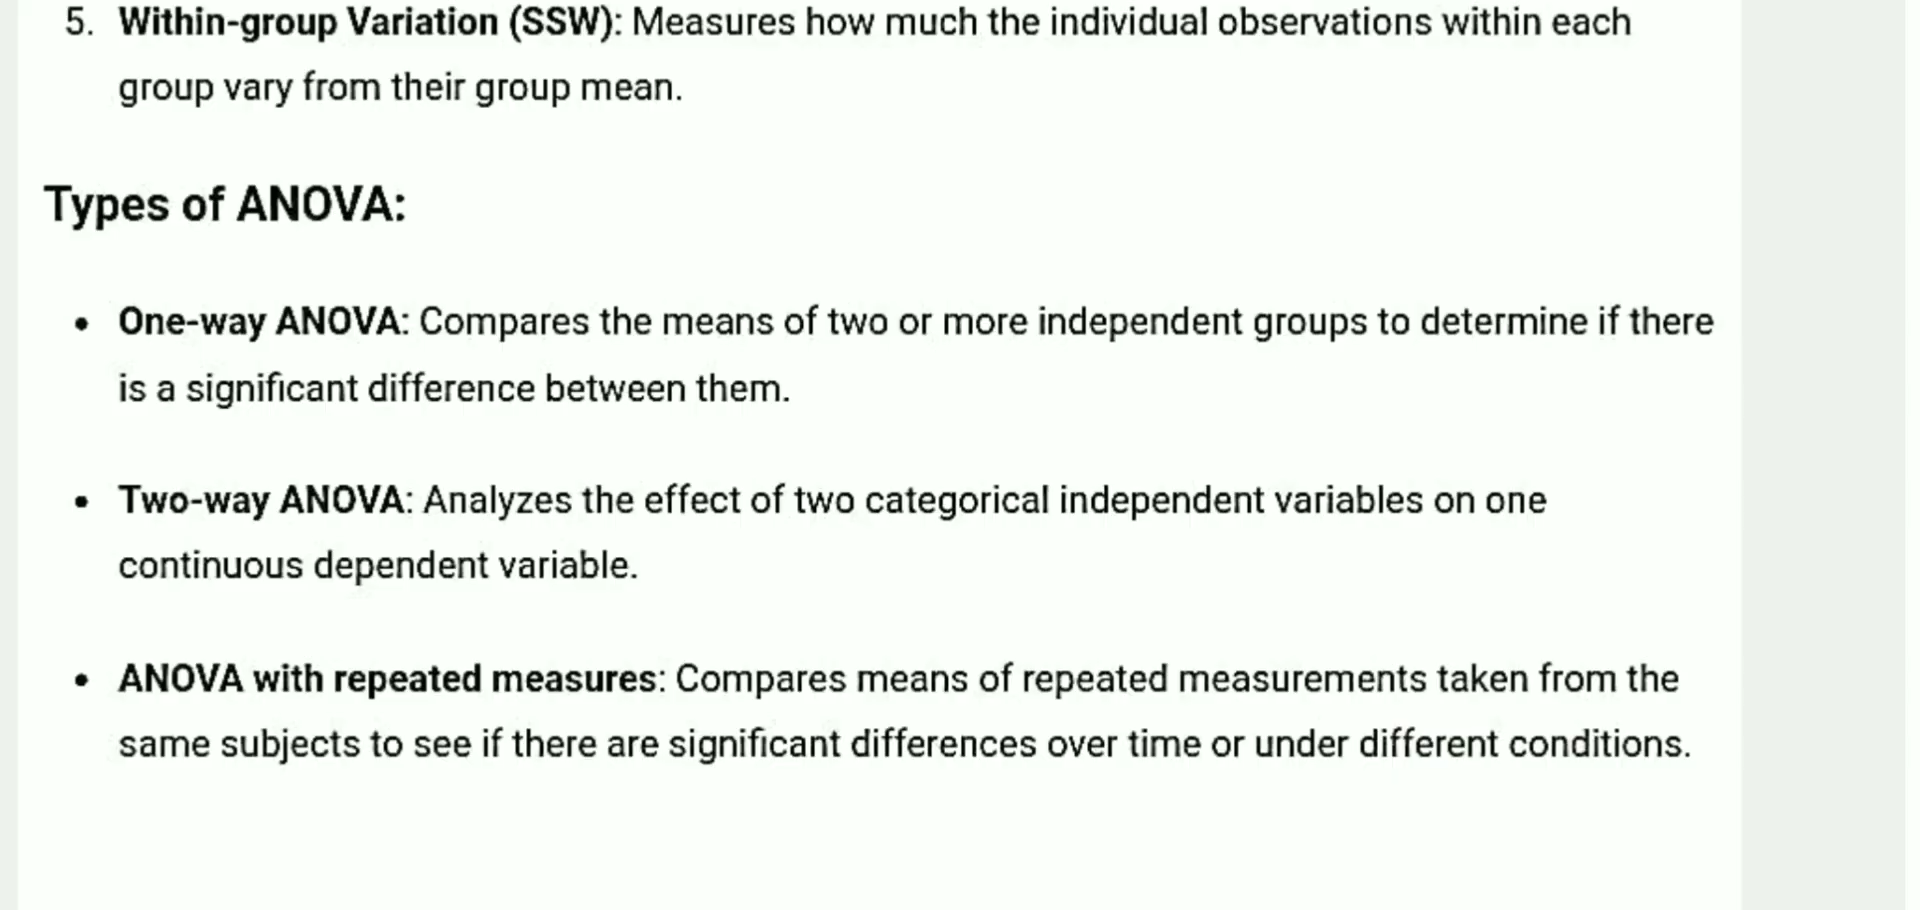 5. Within-group Variation (SSW): Measures how much the individual observations within each
group vary from their group mean.
Types of ANOVA:
• One-way ANOVA: Compares the means of two or more independent groups to determine if there
is a significant difference between them.
• Two-way ANOVA: Analyzes the effect of two categorical independent variables on one
continuous dependent variable.
• ANOVA with repeated measures: Compares means of repeated measurements taken from the
same subjects to see if there are significant differences over time or under different conditions.